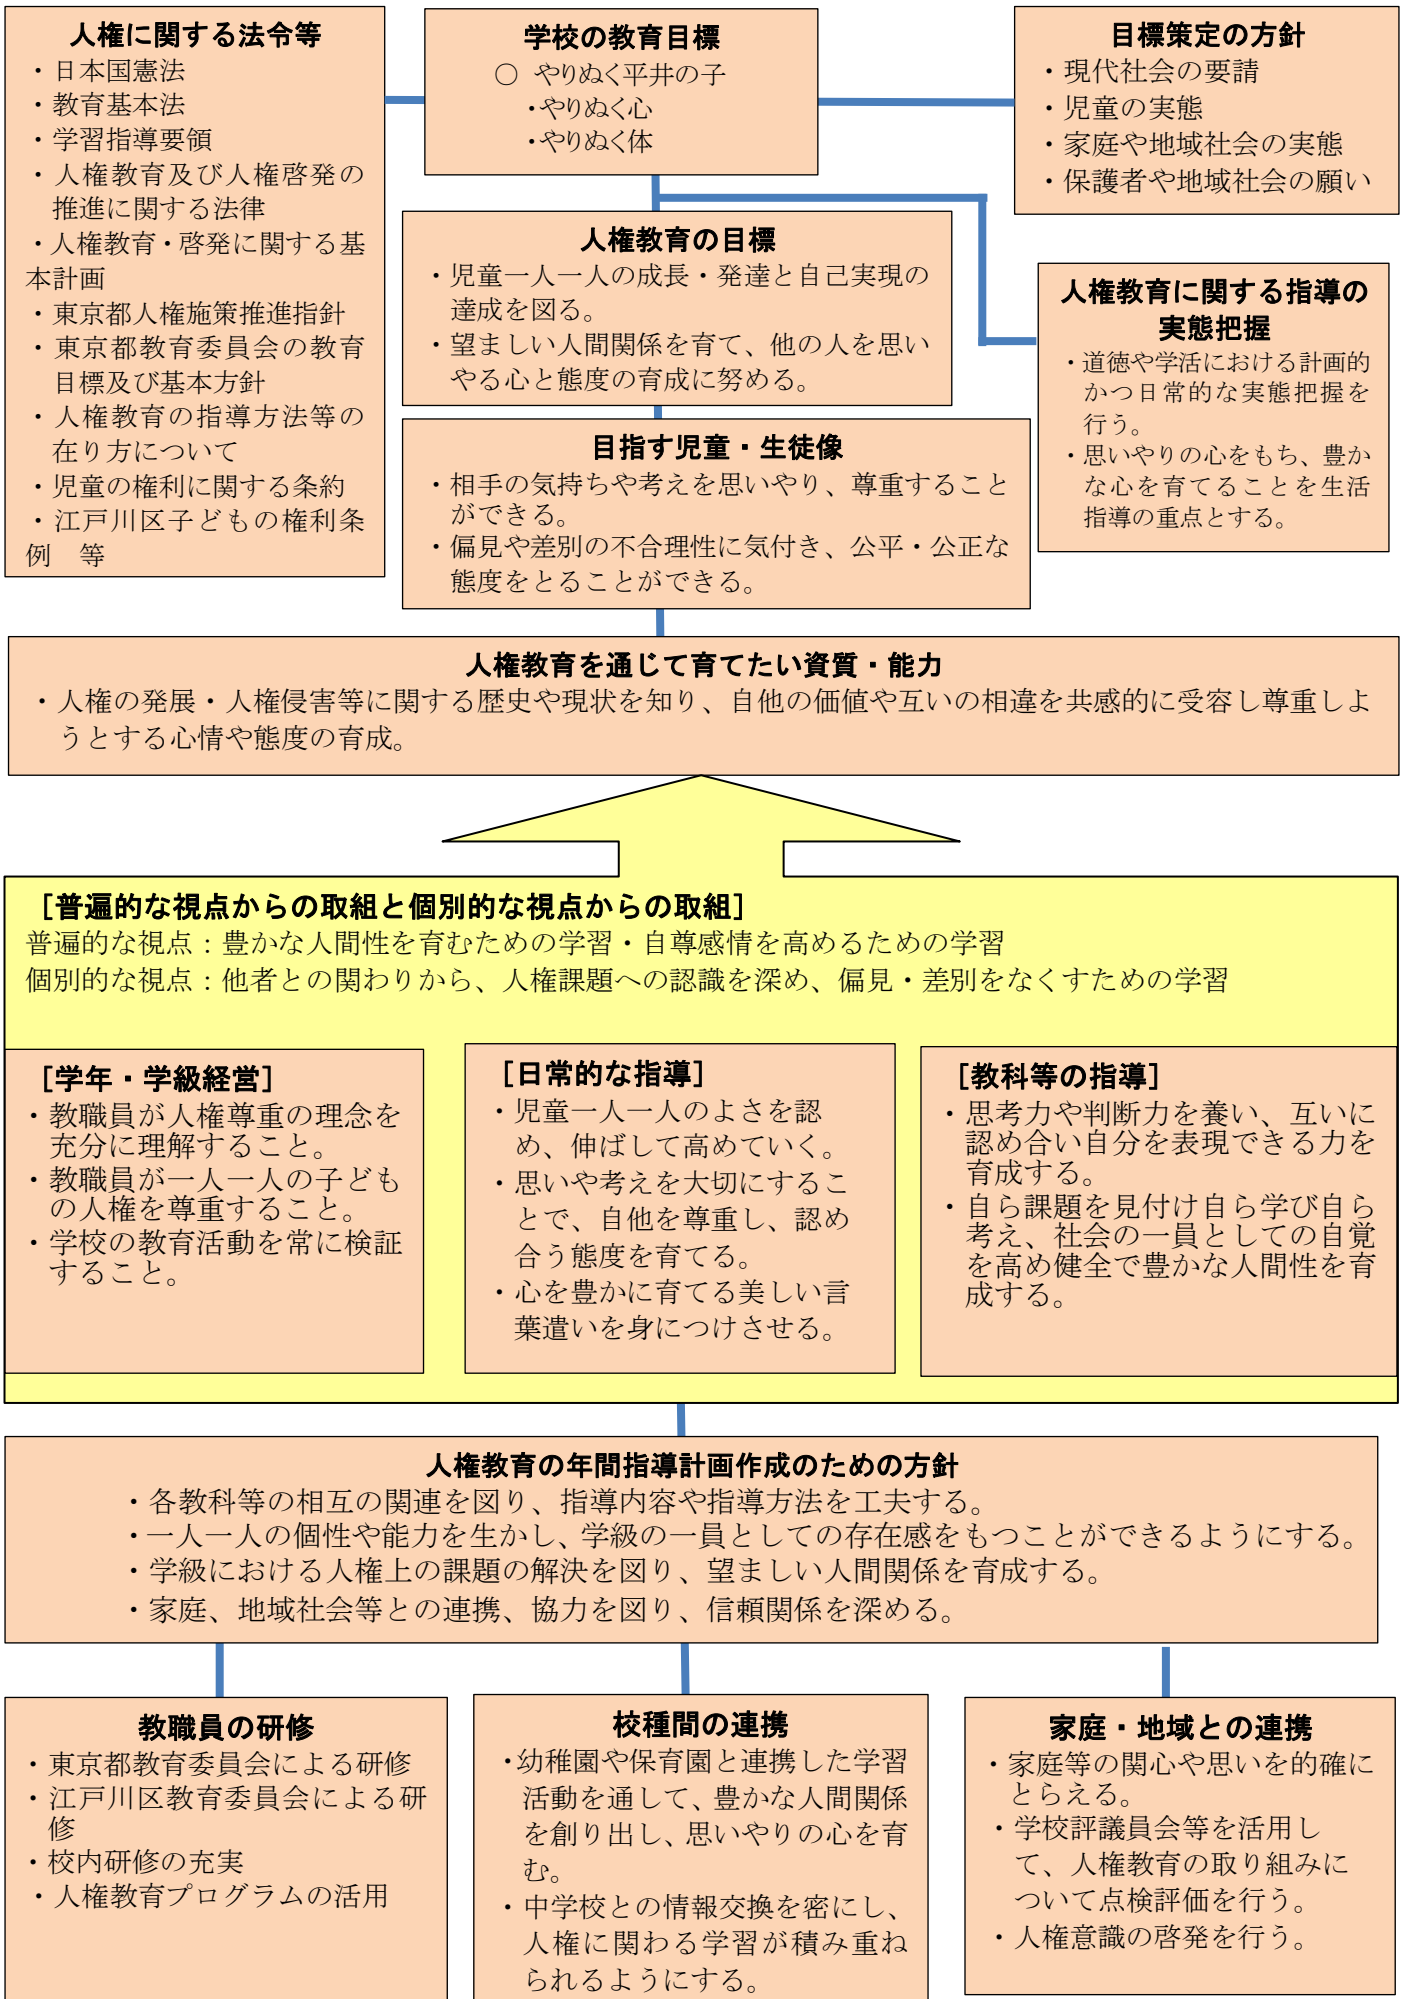 人権に関する法令等
・日本国憲法
・教育基本法
・学習指導要領
・人権教育及び人権啓発の
推進に関する法律
・人権教育・啓発に関する基
本計画
・東京都人権施策推進指針
・東京都教育委員会の教育
目標及び基本方針
・人権教育の指導方法等の
在り方について
・児童の権利に関する条約
・江戸川区子どもの権利条
例　等
学校の教育目標
○ やりぬく平井の子
・やりぬく心
・やりぬく体
目標策定の方針
・現代社会の要請
・児童の実態
・家庭や地域社会の実態
・保護者や地域社会の願い
人権教育の目標
・児童一人一人の成長・発達と自己実現の
達成を図る。
・望ましい人間関係を育て、他の人を思い
やる心と態度の育成に努める。
人権教育に関する指導の
実態把握
・道徳や学活における計画的
かつ日常的な実態把握を
行う。
・思いやりの心をもち、豊か
な心を育てることを生活
指導の重点とする。
目指す児童・生徒像
・相手の気持ちや考えを思いやり、尊重すること
ができる。
・偏見や差別の不合理性に気付き、公平・公正な
態度をとることができる。
人権教育を通じて育てたい資質・能力
・人権の発展・人権侵害等に関する歴史や現状を知り、自他の価値や互いの相違を共感的に受容し尊重しよ
うとする心情や態度の育成。
［普遍的な視点からの取組と個別的な視点からの取組］
普遍的な視点：豊かな人間性を育むための学習・自尊感情を高めるための学習
個別的な視点：他者との関わりから、人権課題への認識を深め、偏見・差別をなくすための学習
［学年・学級経営］
・教職員が人権尊重の理念を
充分に理解すること。
・教職員が一人一人の子ども
の人権を尊重すること。
・学校の教育活動を常に検証
すること。
［日常的な指導］
・児童一人一人のよさを認
め、伸ばして高めていく。
・思いや考えを大切にするこ
とで、自他を尊重し、認め
合う態度を育てる。
・心を豊かに育てる美しい言
葉遣いを身につけさせる。
［教科等の指導］
・思考力や判断力を養い、互いに
認め合い自分を表現できる力を
育成する。
・自ら課題を見付け自ら学び自ら
考え、社会の一員としての自覚
を高め健全で豊かな人間性を育
成する。
人権教育の年間指導計画作成のための方針
・各教科等の相互の関連を図り、指導内容や指導方法を工夫する。
・一人一人の個性や能力を生かし、学級の一員としての存在感をもつことができるようにする。
・学級における人権上の課題の解決を図り、望ましい人間関係を育成する。
・家庭、地域社会等との連携、協力を図り、信頼関係を深める。
教職員の研修
・東京都教育委員会による研修
・江戸川区教育委員会による研
修
・校内研修の充実
・人権教育プログラムの活用
校種間の連携
・幼稚園や保育園と連携した学習
活動を通して、豊かな人間関係
を創り出し、思いやりの心を育
む。
・中学校との情報交換を密にし、
人権に関わる学習が積み重ね
られるようにする。
家庭・地域との連携
・家庭等の関心や思いを的確に
とらえる。
・学校評議員会等を活用し
て、人権教育の取り組みに
ついて点検評価を行う。
・人権意識の啓発を行う。